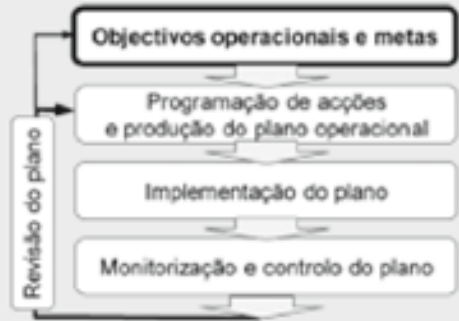 Objectivos operacionais e metas
Programação de acções
e produção do plano operacional
Implementação do plano
Monitorização e controlo do plano
Revisão do plano